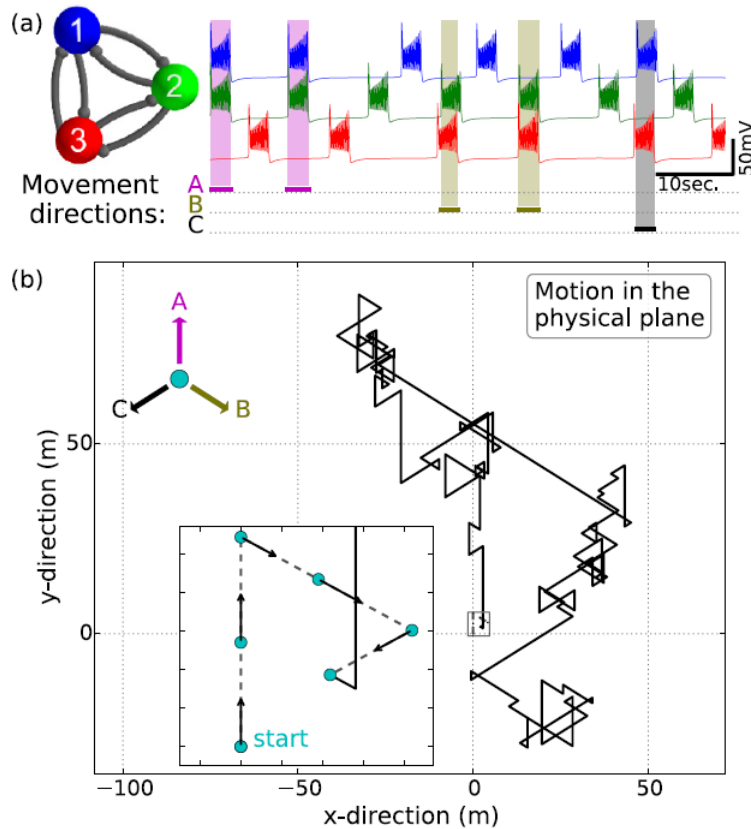 (a)
1
2
3
50mV
10sec.
Movement
directions:
A
B
C
(b)
Motion in the
physical plane
A
C
B
50
0
y-direction (m)
start
−100
−50
0
50
x-direction (m)